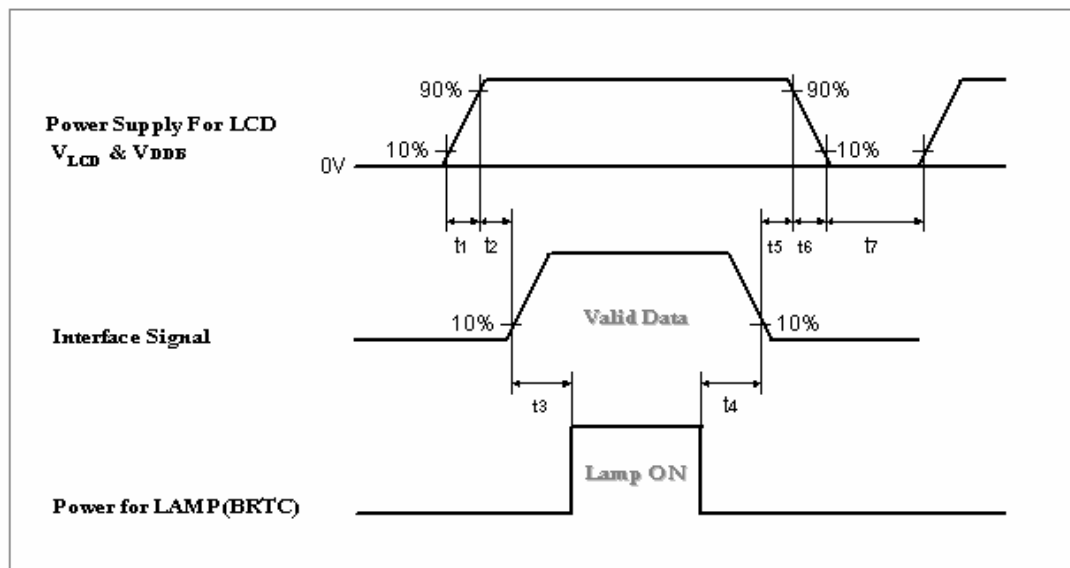 90%
90%
Power Supply For LCD
V_LCD & VDDB
10%
10%
0V
t1
t2
t5
t6
t7
Valid Data
10%
10%
Interface Signal
t3
t4
Lamp ON
Power for LAMP(BRTC)